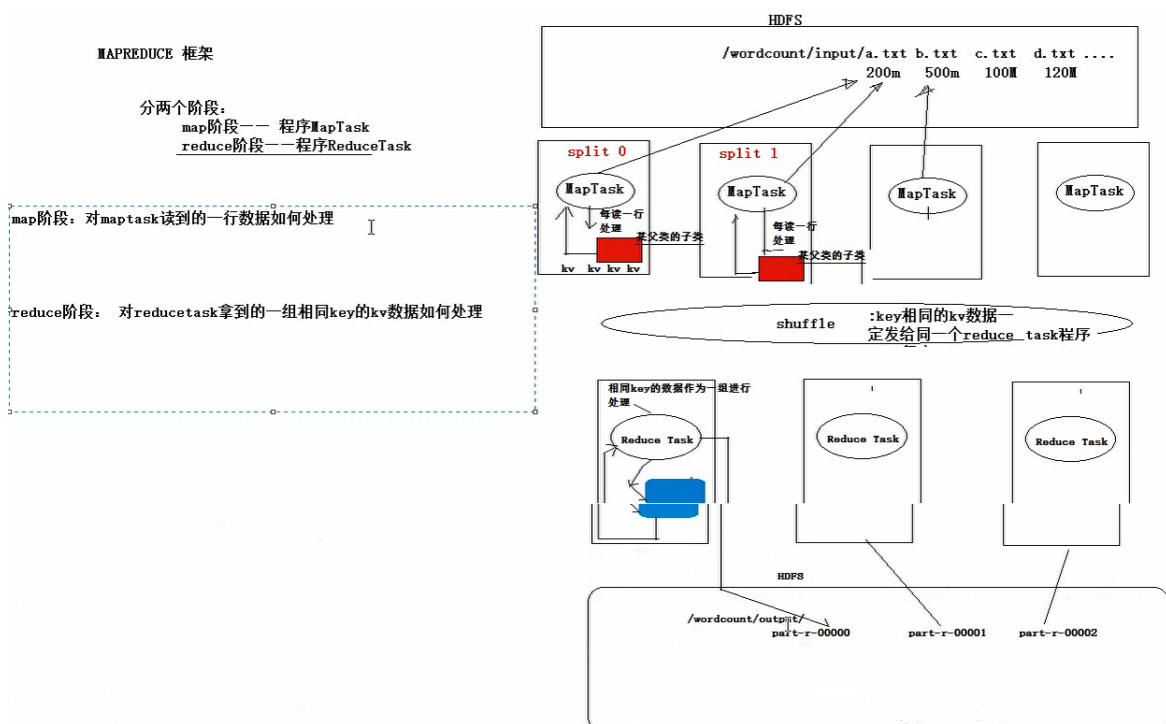 MAPREDUCE 框架
分两个阶段:
map阶段—— 程序MapTask
reduce阶段——程序ReduceTask
map阶段: 对maptask读到的一行数据如何处理
reduce阶段: 对reducetask拿到的一组相同key的kv数据如何处理
HDFS
/wordcount/input/a.txt b.txt c.txt d.txt ....
200m 500m 100M 120M
split 0
MapTask
每读一行
处理
某父类的子类
kv kv kv kv
split 1
MapTask
每读一行
处理
某父类的子类
MapTask
MapTask
shuffle
:key相同的kv数据一
定发给同一个reduce task程序
相同key的数据作为一组进行
处理
Reduce Task
Reduce Task
Reduce Task
HDFS
/wordcount/output/
part-r-00000
part-r-00001
part-r-00002